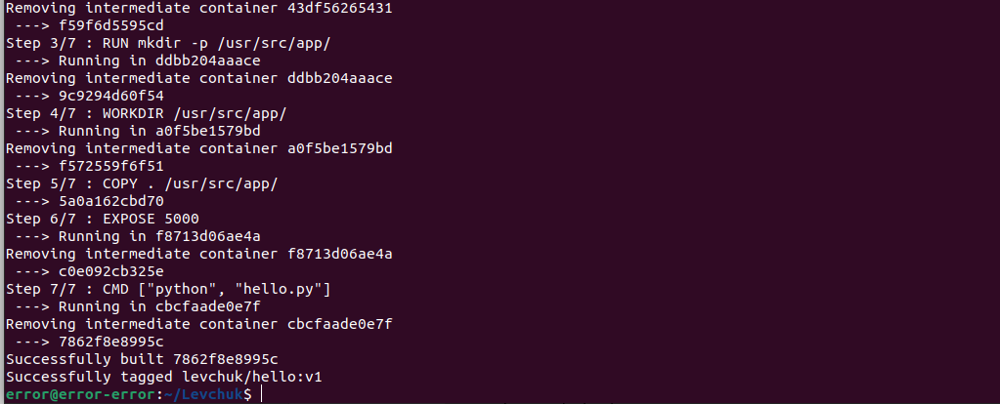 Removing intermediate container 43df56265431
 ---> f59f6d5595cd
Step 3/7 : RUN mkdir -p /usr/src/app/
 ---> Running in ddbb204aaace
Removing intermediate container ddbb204aaace
 ---> 9c9294d60f54
Step 4/7 : WORKDIR /usr/src/app/
 ---> Running in a0f5be1579bd
Removing intermediate container a0f5be1579bd
 ---> f572559f6f51
Step 5/7 : COPY . /usr/src/app/
 ---> 5a0a162cbd70
Step 6/7 : EXPOSE 5000
 ---> Running in f8713d06ae4a
Removing intermediate container f8713d06ae4a
 ---> c0e092cb325e
Step 7/7 : CMD ["python", "hello.py"]
 ---> Running in cbcfaade0e7f
Removing intermediate container cbcfaade0e7f
 ---> 7862f8e8995c
Successfully built 7862f8e8995c
Successfully tagged levchuk/hello:v1
error@error-error:~/Levchuk$